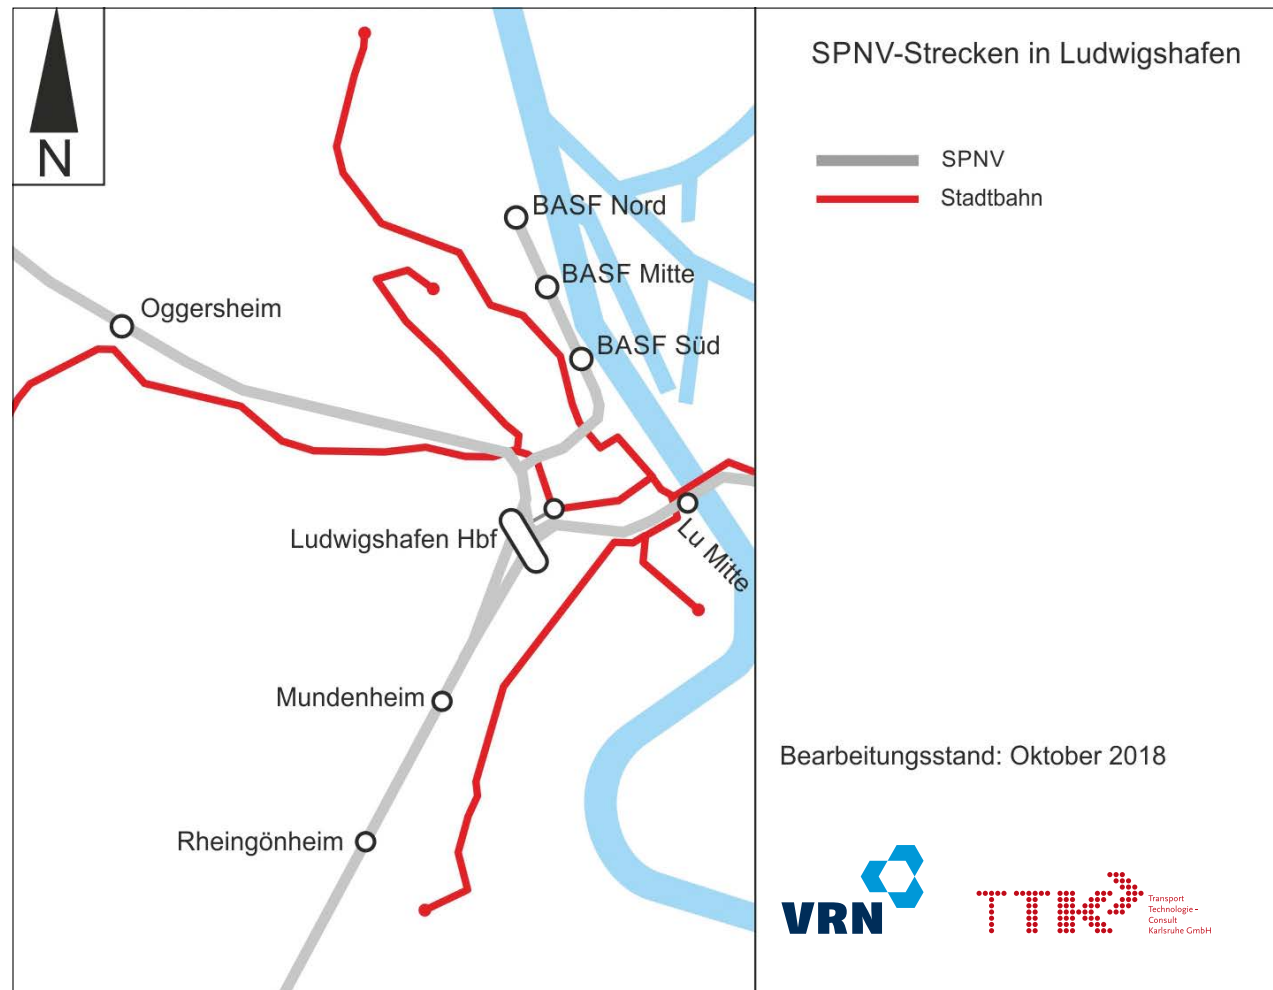 N
SPNV-Strecken in Ludwigshafen
SPNV
Stadtbahn
BASF Nord
BASF Mitte
Oggersheim
BASF Süd
Ludwigshafen Hbf
Lu Mitte
Mundenheim
Rheingönheim
Bearbeitungsstand: Oktober 2018
VRN
TTK
Transport
Technologie-
Consult
Karlsruhe GmbH